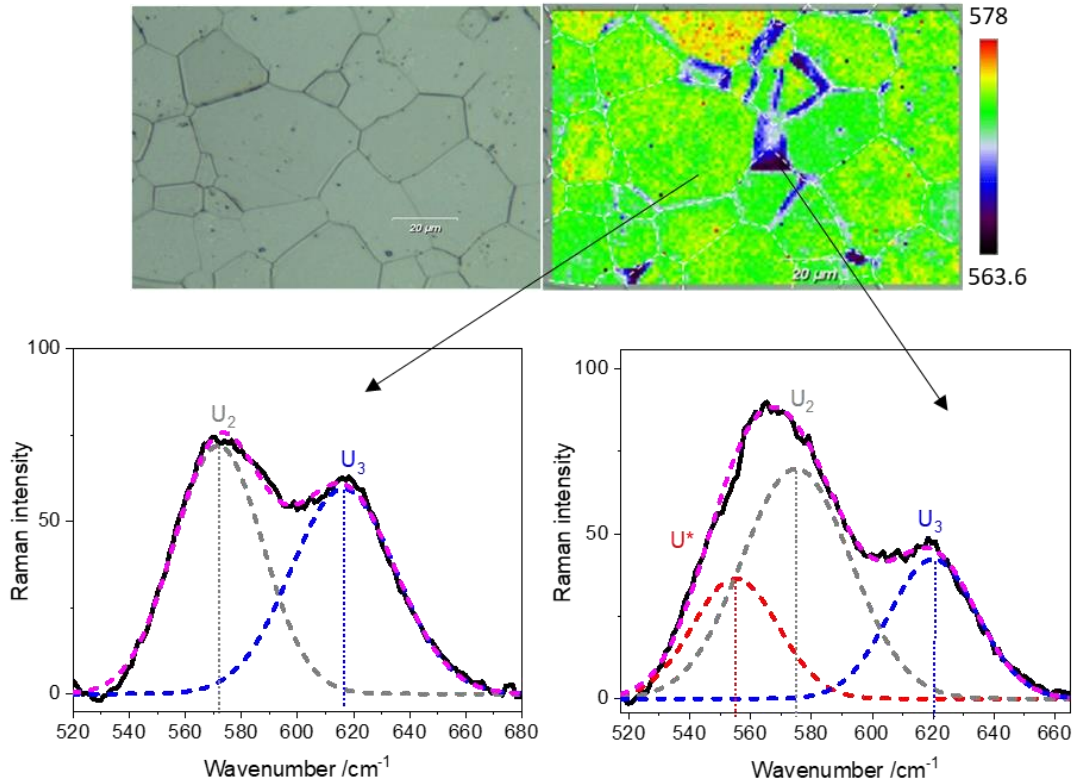 578
20 µm
20 µm
563.6
100
50
0
Raman intensity
U₂
U₃
520 540 560 580 600 620 640 660 680
Wavenumber /cm⁻¹
100
50
0
Raman intensity
U*
U₂
U₃
520 540 560 580 600 620 640 660
Wavenumber /cm⁻¹